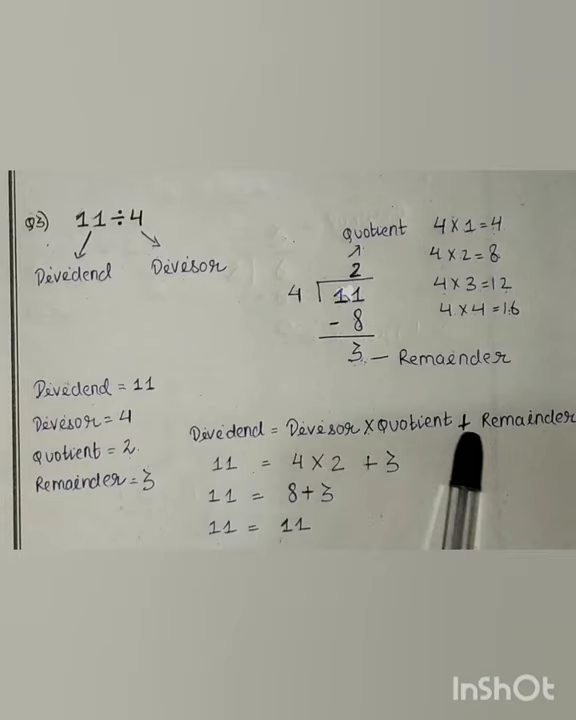 Q3) 11 ÷ 4
Dividend Divisor
Quotient
2
4 11
- 8
3 — Remainder
4 × 1 = 4
4 × 2 = 8
4 × 3 = 12
4 × 4 = 16
Dividend = 11
Divisor = 4
Quotient = 2
Remainder = 3
Dividend = Divisor × Quotient + Remainder
11 = 4 × 2 + 3
11 = 8 + 3
11 = 11
InShOt